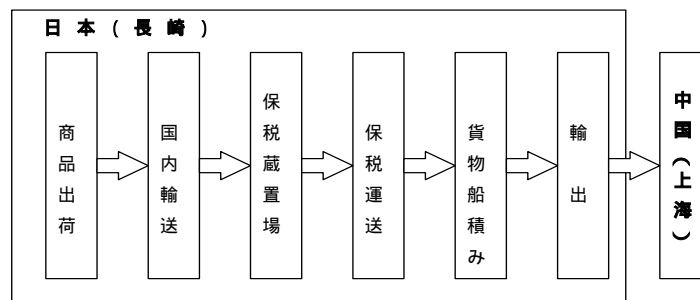 日本(長崎)
商品出荷
国内輸送
保税蔵置場
保税運送
貨物船積み
輸出
中国(上海)